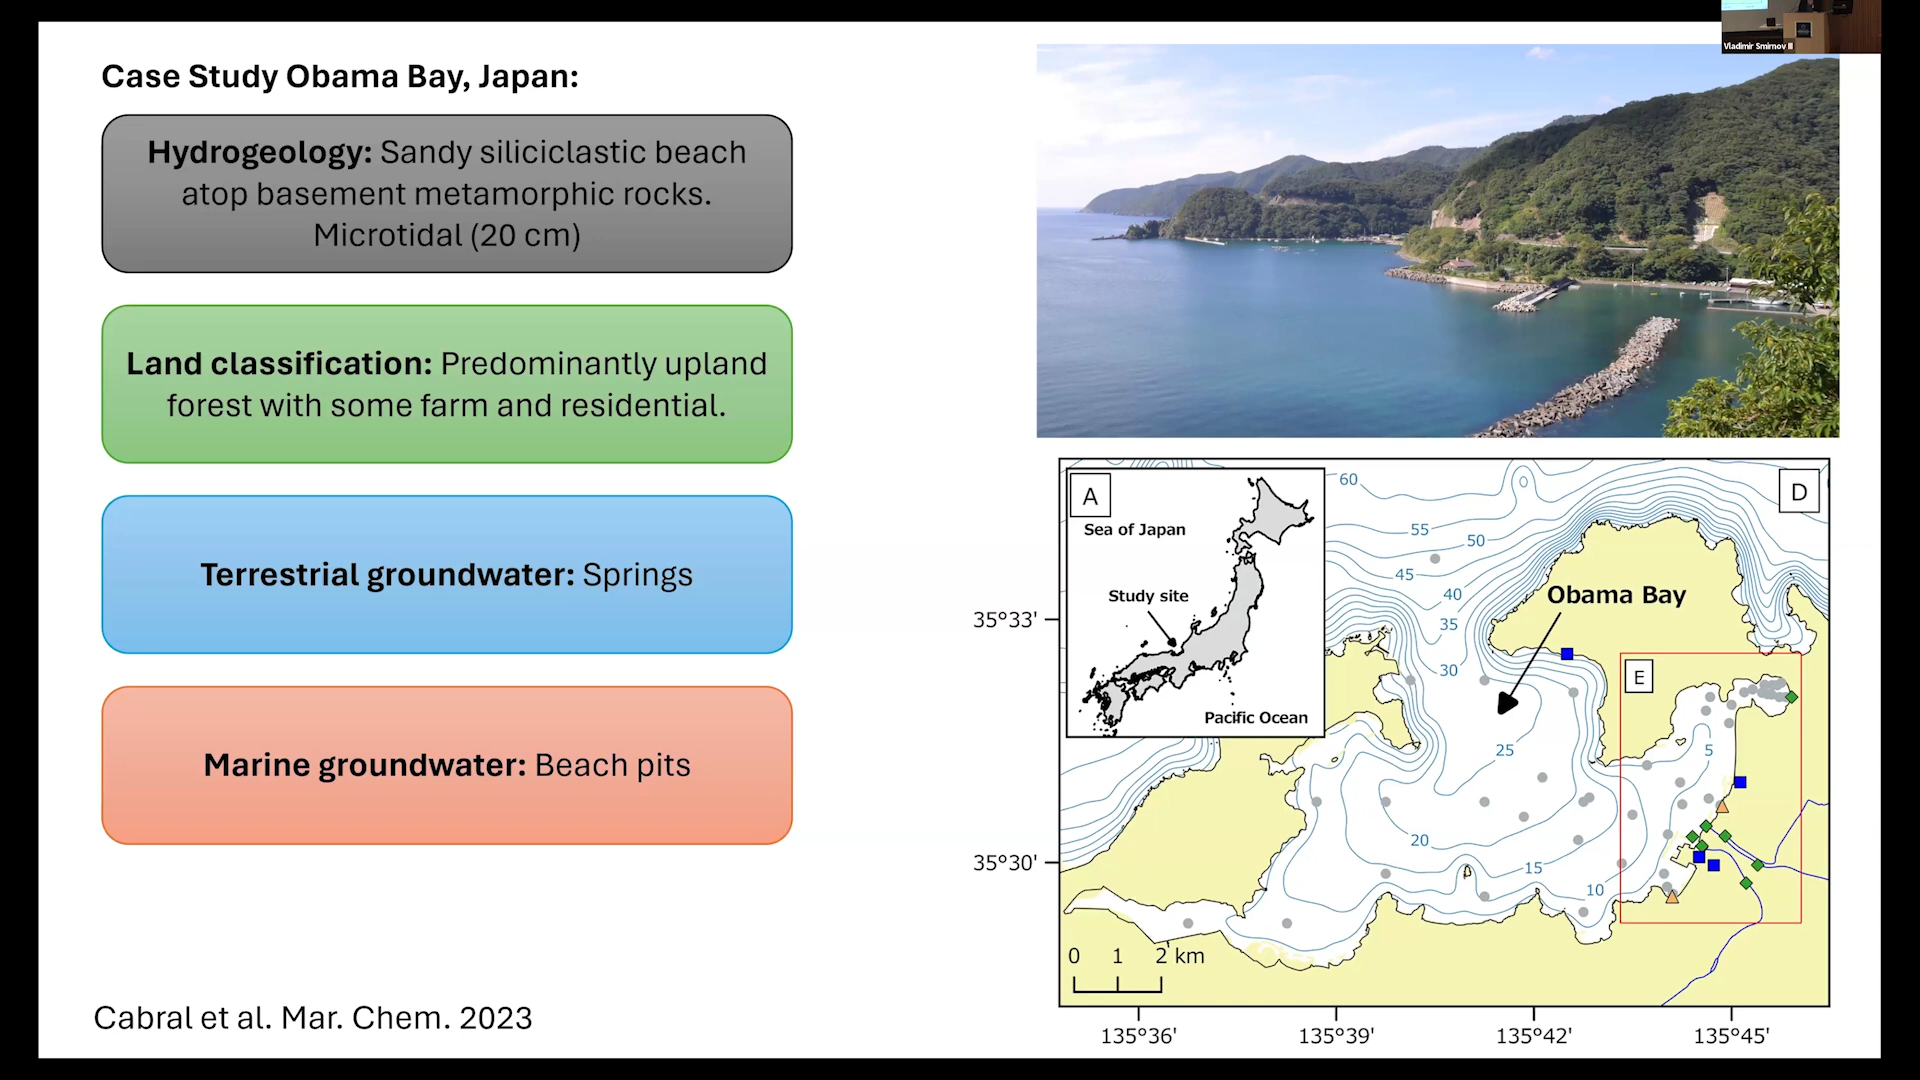 Vladimir Smirnov II
Case Study Obama Bay, Japan:
Hydrogeology: Sandy siliciclastic beach
atop basement metamorphic rocks.
Microtidal (20 cm)
Land classification: Predominantly upland
forest with some farm and residential.
Terrestrial groundwater: Springs
Marine groundwater: Beach pits
Cabral et al. Mar. Chem. 2023
A
Sea of Japan
Study site
Pacific Ocean
D
60
55
50
45
40
35
30
Obama Bay
E
25
5
20
15
10
35°33'
35°30'
0 1 2 km
135°36' 135°39' 135°42' 135°45'